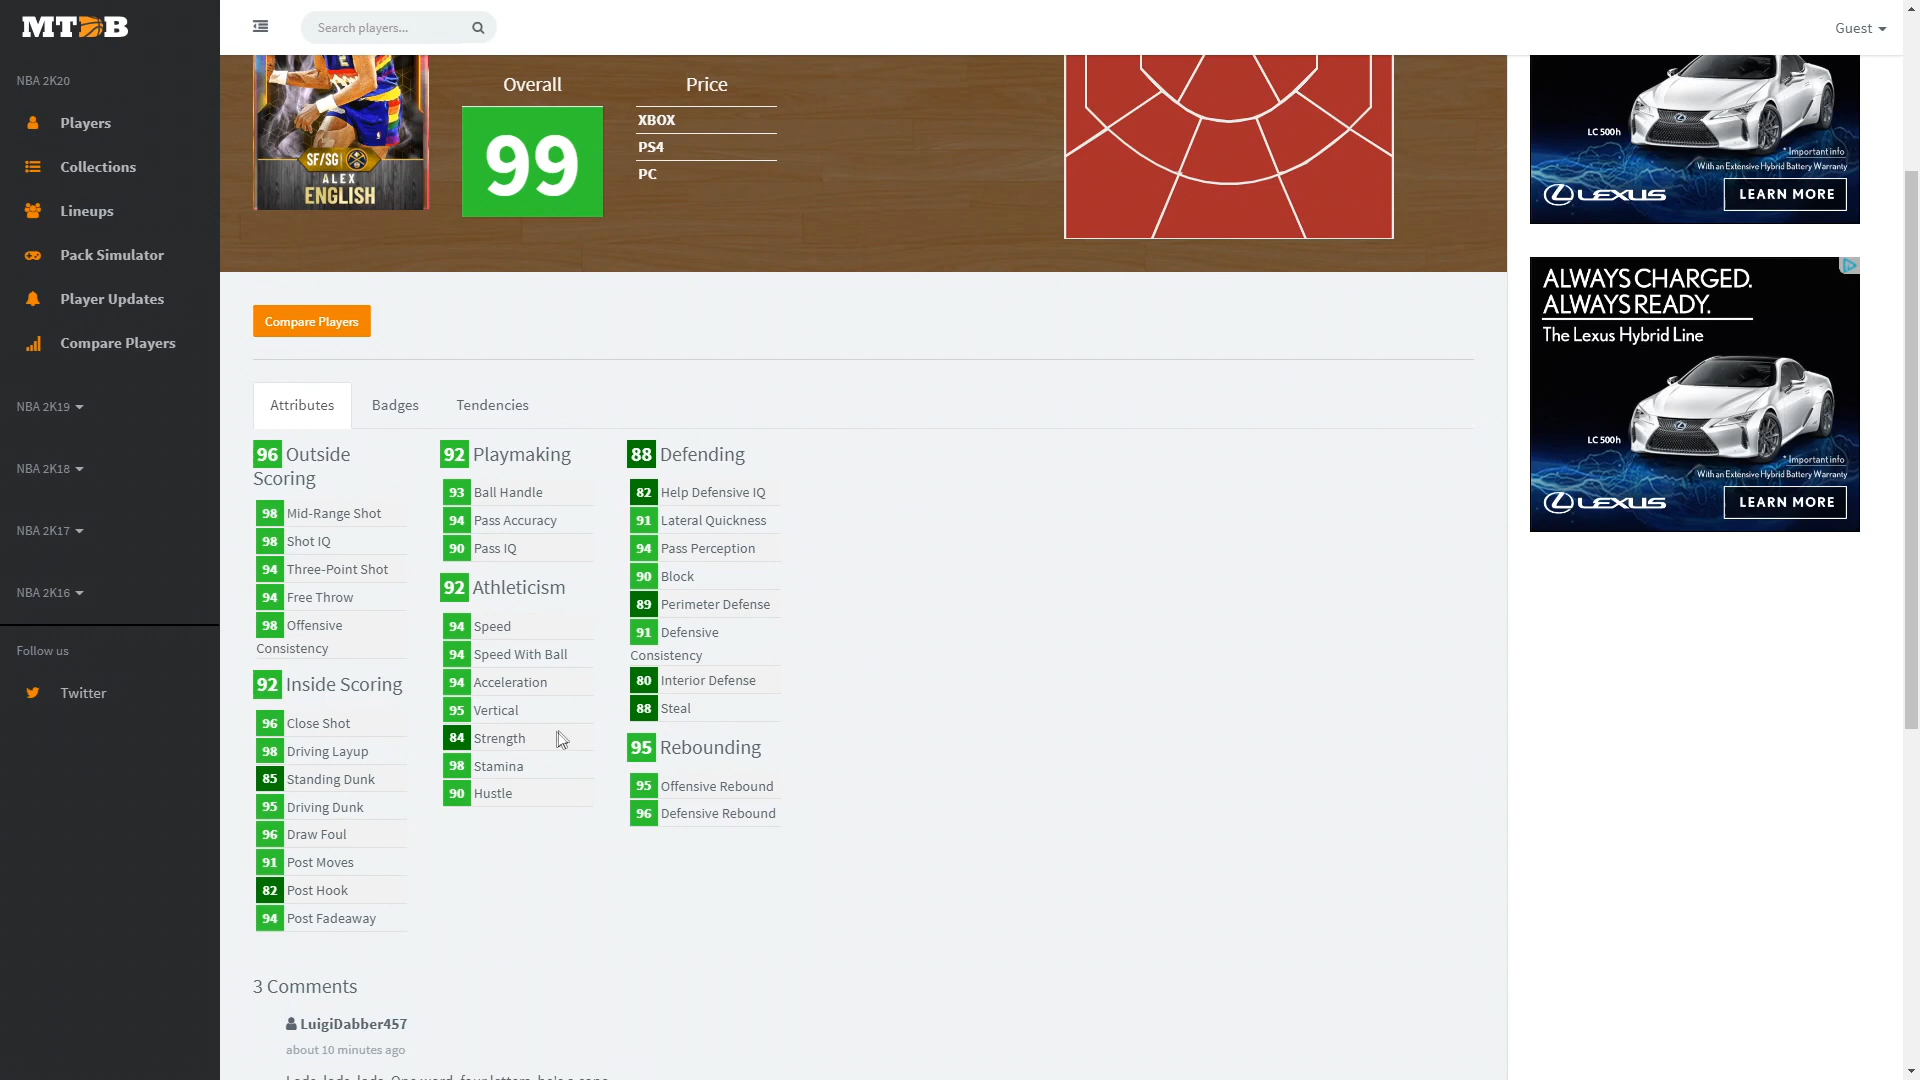 MTDB
Search players...
Guest
NBA 2K20
Players
Collections
Lineups
Pack Simulator
Player Updates
Compare Players
NBA 2K19
NBA 2K18
NBA 2K17
NBA 2K16
Follow us
Twitter
SF/SG
ALEX
ENGLISH
Overall
99
Price
XBOX
PS4
PC
Compare Players
Attributes
Badges
Tendencies
96 Outside
Scoring
98 Mid-Range Shot
98 Shot IQ
94 Three-Point Shot
94 Free Throw
98 Offensive
Consistency
92 Inside Scoring
96 Close Shot
98 Driving Layup
85 Standing Dunk
95 Driving Dunk
96 Draw Foul
91 Post Moves
82 Post Hook
94 Post Fadeaway
92 Playmaking
93 Ball Handle
94 Pass Accuracy
90 Pass IQ
92 Athleticism
94 Speed
94 Speed With Ball
94 Acceleration
95 Vertical
84 Strength
98 Stamina
90 Hustle
88 Defending
82 Help Defensive IQ
91 Lateral Quickness
94 Pass Perception
90 Block
89 Perimeter Defense
91 Defensive
Consistency
80 Interior Defense
88 Steal
95 Rebounding
95 Offensive Rebound
96 Defensive Rebound
3 Comments
LuigiDabber457
about 10 minutes ago
LC 500h
* Important info
With an Extensive Hybrid Battery Warranty
LEXUS
LEARN MORE
ALWAYS CHARGED.
ALWAYS READY.
The Lexus Hybrid Line
LC 500h
* Important info
With an Extensive Hybrid Battery Warranty
LEXUS
LEARN MORE